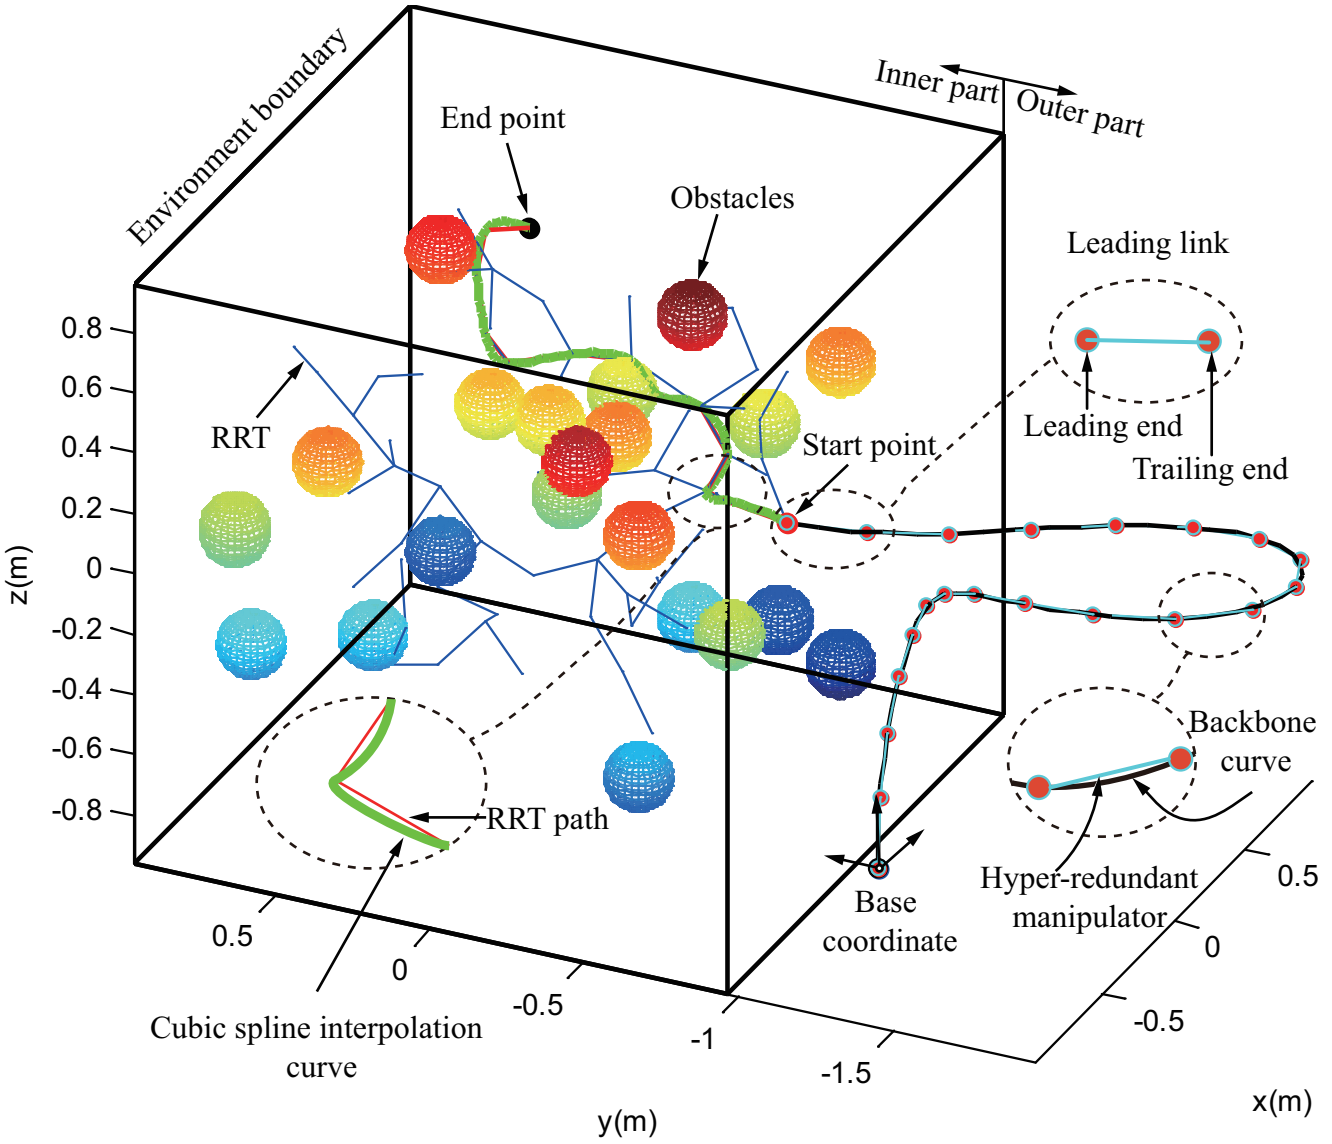 Environment boundary
Inner part
Outer part
End point
Obstacles
Leading link
Leading end
Trailing end
RRT
Start point
0.8
0.6
0.4
0.2
0
-0.2
-0.4
-0.6
-0.8
z(m)
RRT path
Backbone
curve
Hyper-redundant
manipulator
Base
coordinate
Cubic spline interpolation
curve
0.5
0
-0.5
-1
-1.5
y(m)
0.5
0
-0.5
x(m)